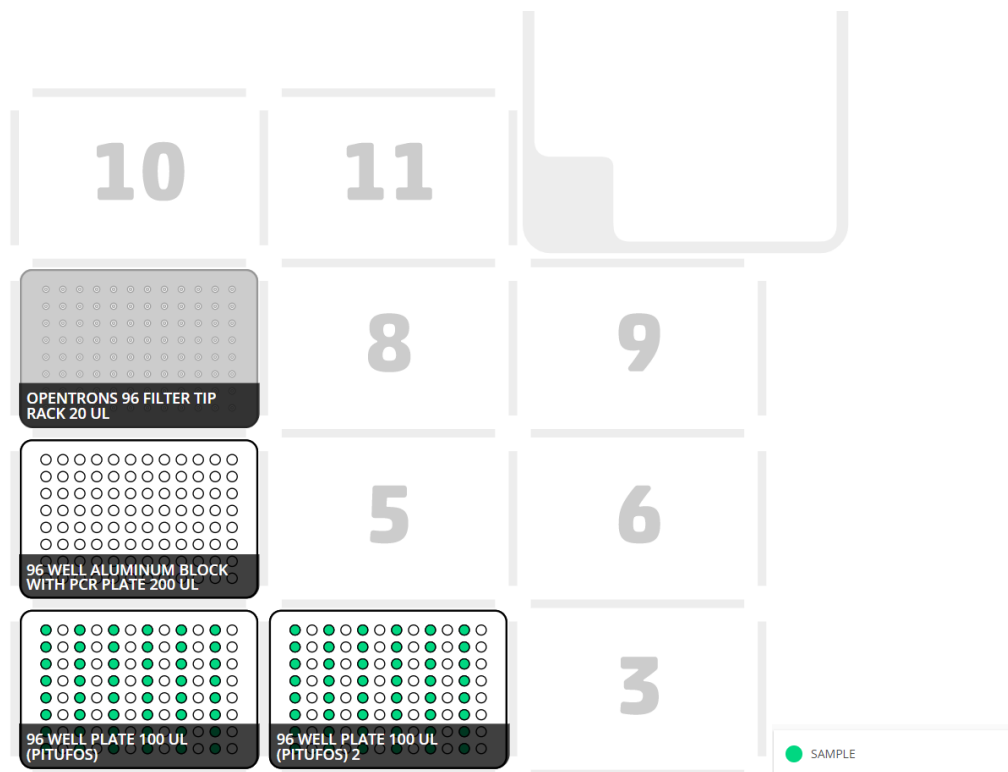 10
11
OPENTRONS 96 FILTER TIP
RACK 20 UL
8
9
96 WELL ALUMINUM BLOCK
WITH PCR PLATE 200 UL
5
6
96 WELL PLATE 100 UL
(PITUFOS)
96 WELL PLATE 100 UL
(PITUFOS) 2
3
SAMPLE